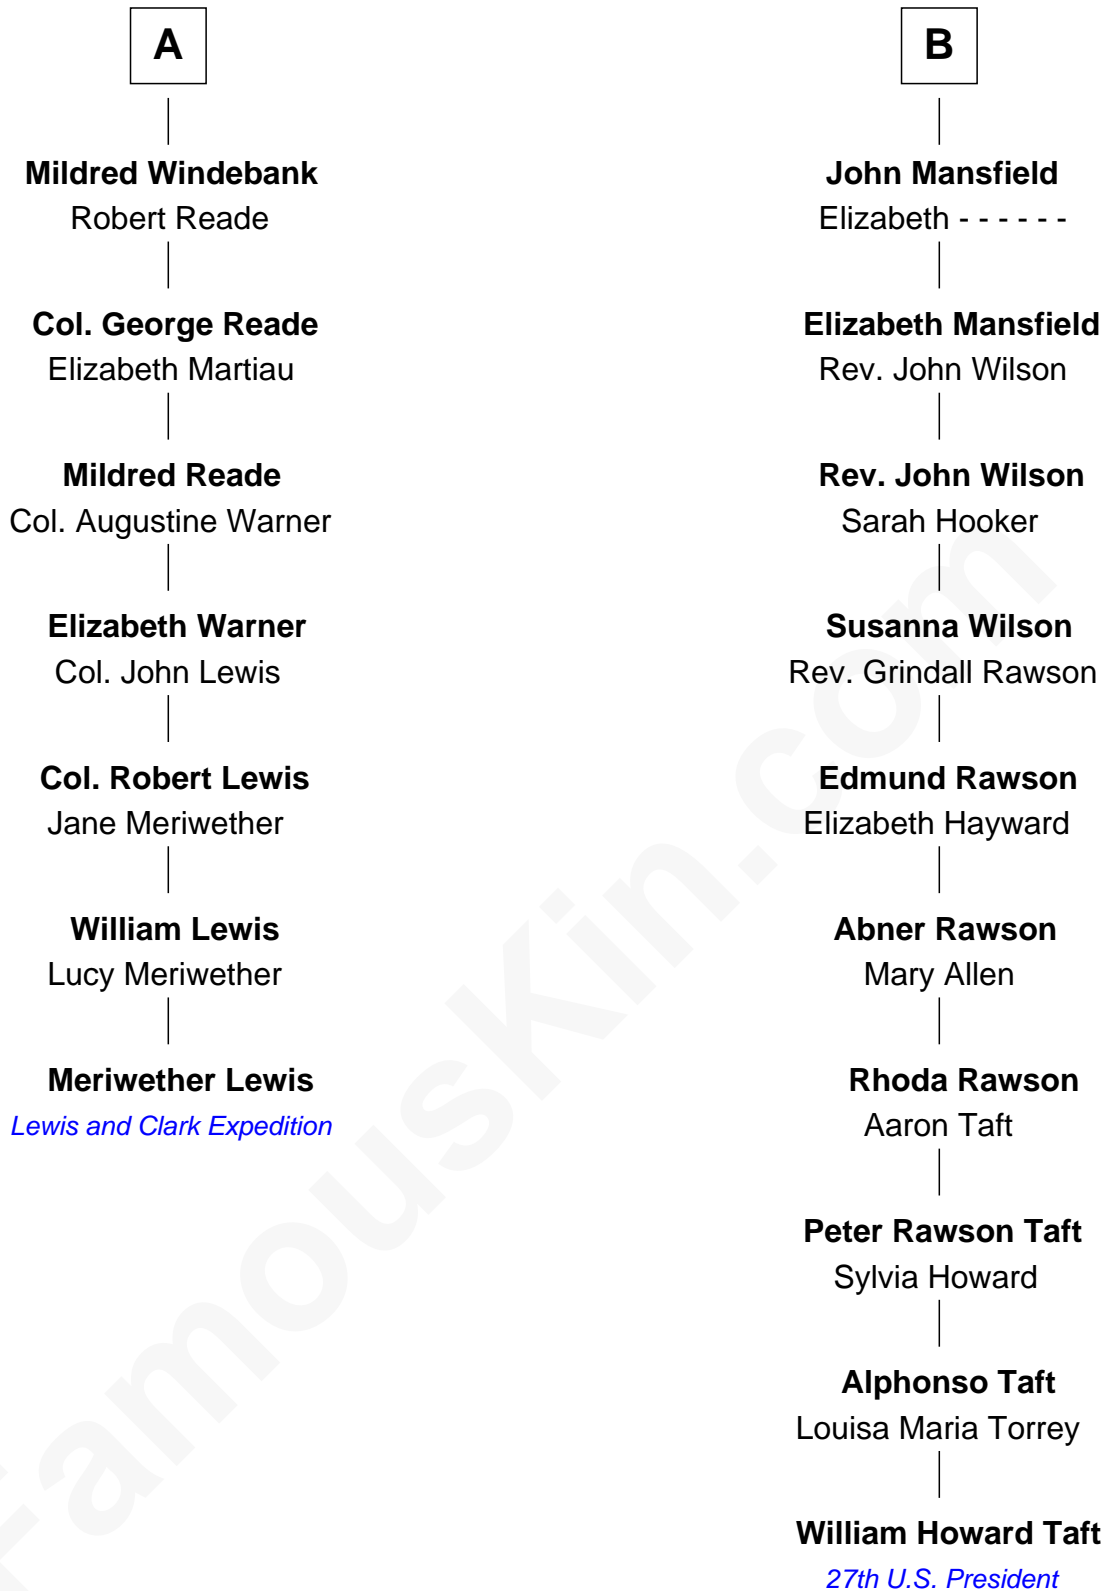 A
Mildred Windebank
Robert Reade
Col. George Reade
Elizabeth Martiau
Mildred Reade
Col. Augustine Warner
Elizabeth Warner
Col. John Lewis
Col. Robert Lewis
Jane Meriwether
William Lewis
Lucy Meriwether
Meriwether Lewis
Lewis and Clark Expedition
B
John Mansfield
Elizabeth - - - - - -
Elizabeth Mansfield
Rev. John Wilson
Rev. John Wilson
Sarah Hooker
Susanna Wilson
Rev. Grindall Rawson
Edmund Rawson
Elizabeth Hayward
Abner Rawson
Mary Allen
Rhoda Rawson
Aaron Taft
Peter Rawson Taft
Sylvia Howard
Alphonso Taft
Louisa Maria Torrey
William Howard Taft
27th U.S. President
FamousKin.com